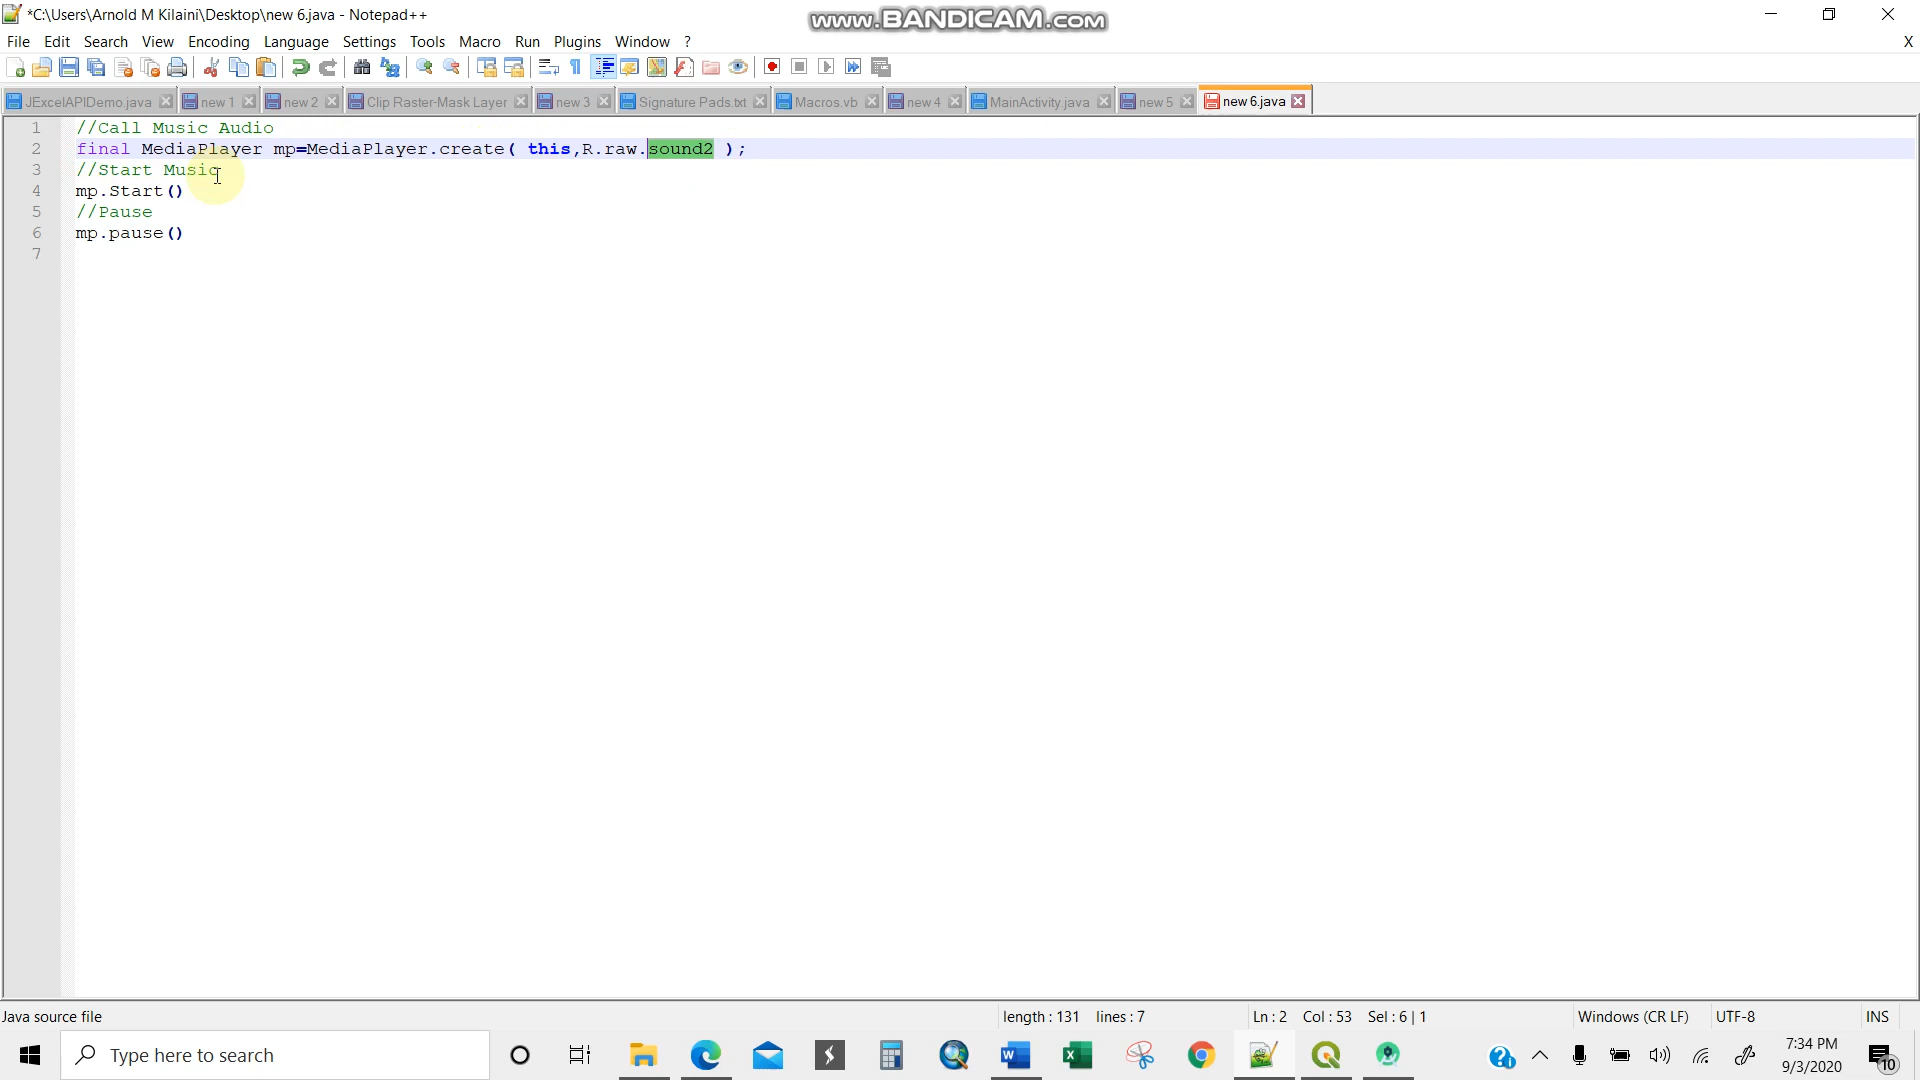 *C:\Users\Arnold M Kilaini\Desktop\new 6.java - Notepad++
www.BANDICAM.com
File Edit Search View Encoding Language Settings Tools Macro Run Plugins Window ?
X
JExcelAPIDemo.java new 1 new 2 Clip Raster-Mask Layer new 3 Signature Pads.txt Macros.vb new 4 MainActivity.java new 5 new 6.java
1 //Call Music Audio
2 final MediaPlayer mp=MediaPlayer.create( this,R.raw.sound2 );
3 //Start Music
4 mp.Start()
5 //Pause
6 mp.pause()
7
Java source file length : 131 lines : 7 Ln : 2 Col : 53 Sel : 6 | 1 Windows (CR LF) UTF-8 INS
Type here to search
7:34 PM
9/3/2020
10